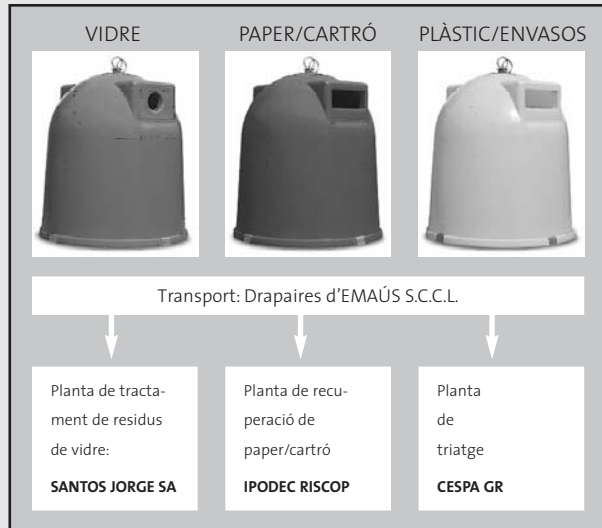 VIDRE
PAPER/CARTRÓ
PLÀSTIC/ENVASOS
Transport: Drapaires d’EMAÚS S.C.C.L.
Planta de tracta-
ment de residus
de vidre:
SANTOS JORGE SA
Planta de recu-
peració de
paper/cartró
IPODEC RISCOP
Planta
de
triatge
CESPA GR